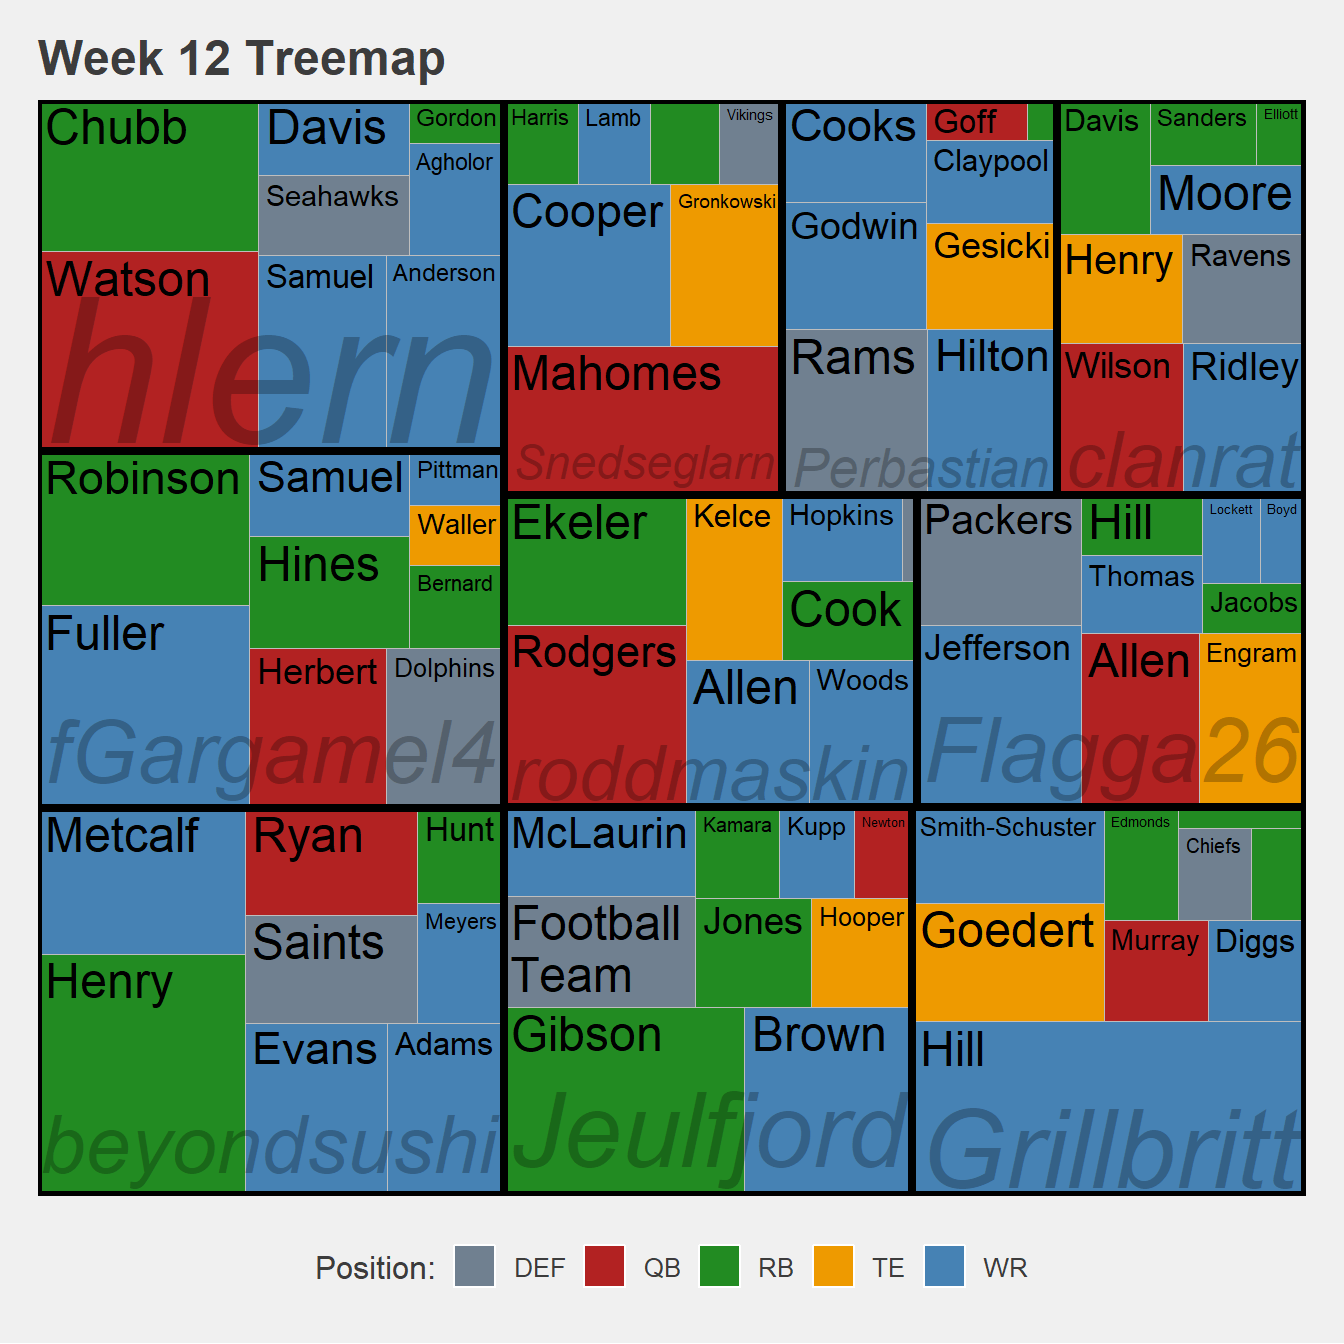 Week 12 Treemap
Chubb
Davis
Gordon
Agholor
Seahawks
Watson
Samuel
Anderson
hlern
Harris
Lamb
Vikings
Cooper
Gronkowski
Mahomes
Snedseglarn
Cooks
Goff
Claypool
Godwin
Gesicki
Rams
Hilton
Perbastian
Davis
Sanders
Elliott
Moore
Henry
Ravens
Wilson
Ridley
clanrat
Robinson
Samuel
Pittman
Waller
Hines
Bernard
Fuller
Herbert
Dolphins
fGargamel4
Ekeler
Kelce
Hopkins
Cook
Rodgers
Allen
Woods
roddmaskin
Packers
Hill
Lockett
Boyd
Thomas
Jacobs
Jefferson
Allen
Engram
Flagga26
Metcalf
Ryan
Hunt
Saints
Meyers
Henry
Evans
Adams
beyondsushi
McLaurin
Kamara
Kupp
Newton
Football
Team
Jones
Hooper
Gibson
Brown
Jeulfjord
Smith-Schuster
Edmonds
Chiefs
Goedert
Murray
Diggs
Hill
Grillbritt
Position: DEF QB RB TE WR